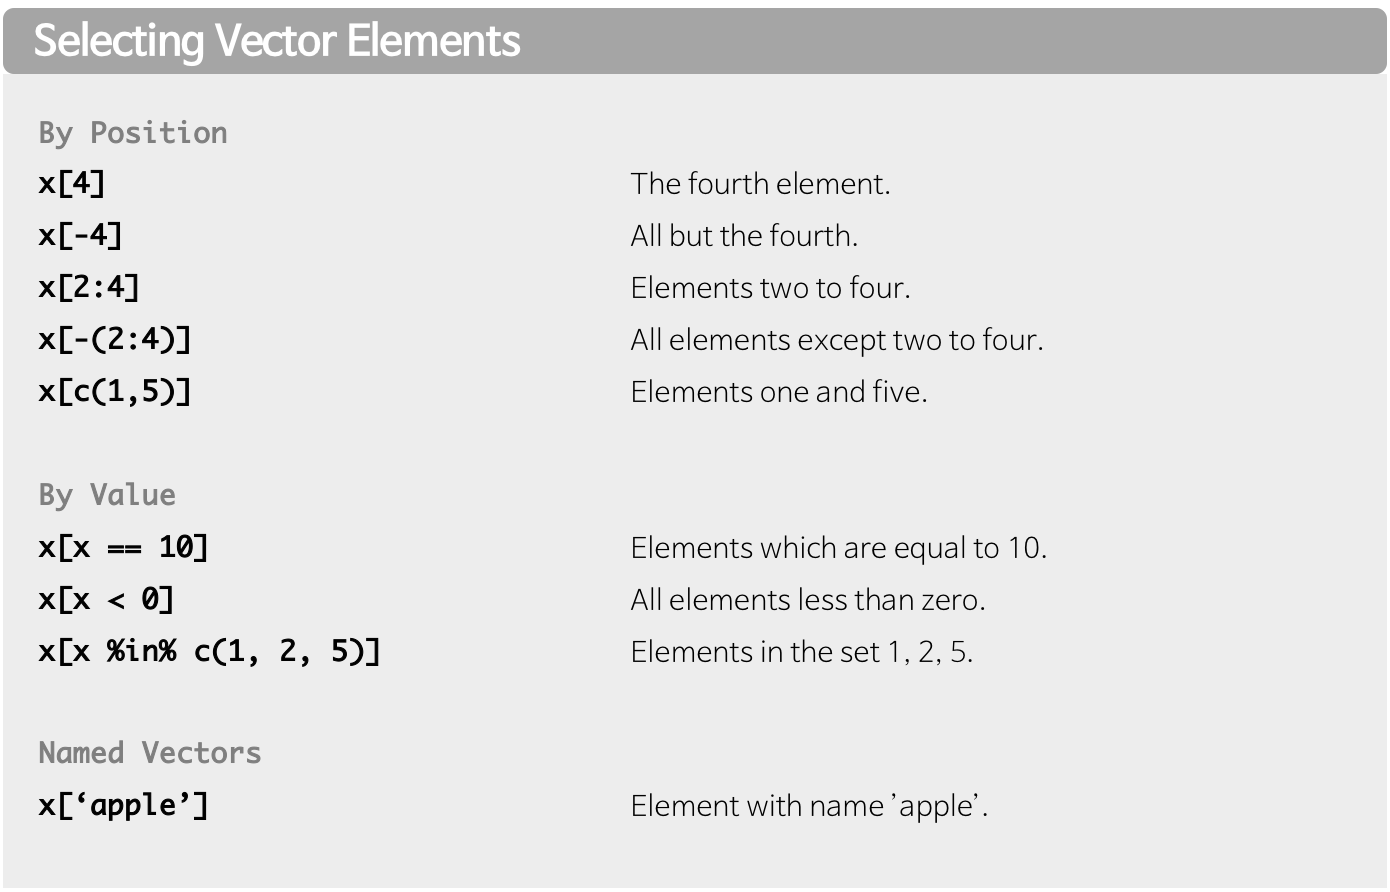 Selecting Vector Elements
By Position
x[4] The fourth element.
x[-4] All but the fourth.
x[2:4] Elements two to four.
x[-(2:4)] All elements except two to four.
x[c(1,5)] Elements one and five.
By Value
x[x == 10] Elements which are equal to 10.
x[x < 0] All elements less than zero.
x[x %in% c(1, 2, 5)] Elements in the set 1, 2, 5.
Named Vectors
x[‘apple’] Element with name ’apple’.